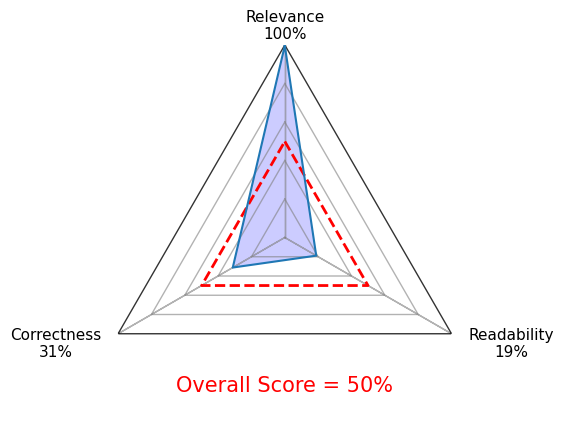 Relevance
100%
Correctness
31%
Readability
19%
Overall Score = 50%